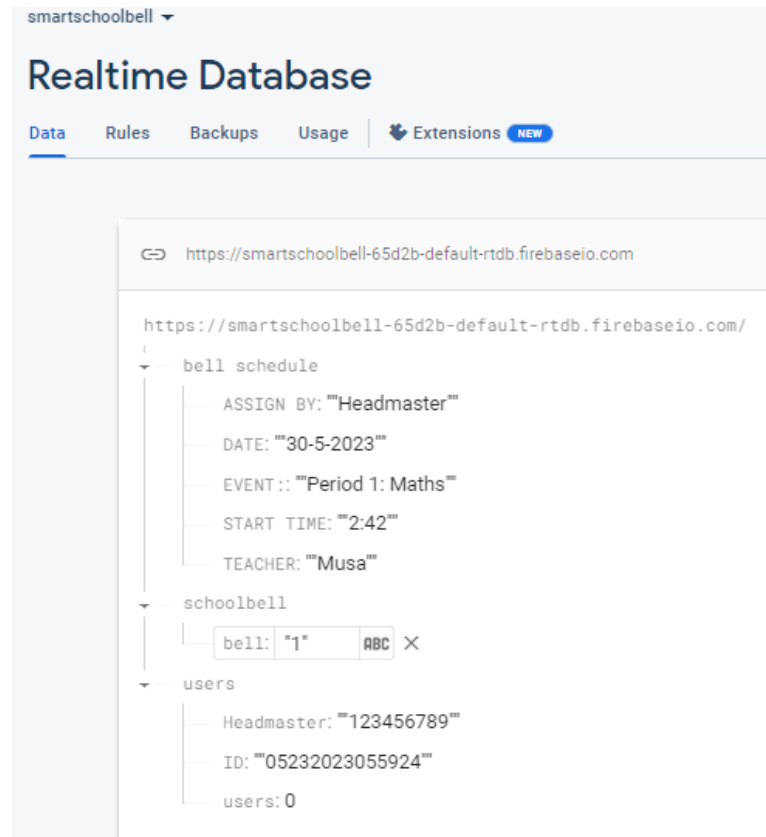 smartschoolbell
Realtime Database
Data Rules Backups Usage Extensions NEW
https://smartschoolbell-65d2b-default-rtdb.firebaseio.com
https://smartschoolbell-65d2b-default-rtdb.firebaseio.com/
bell schedule
ASSIGN BY: ""Headmaster""
DATE: ""30-5-2023""
EVENT:: ""Period 1: Maths""
START TIME: ""2:42""
TEACHER: ""Musa""
schoolbell
bell: "1" ABC
users
Headmaster: ""123456789""
ID: ""05232023055924""
users: 0